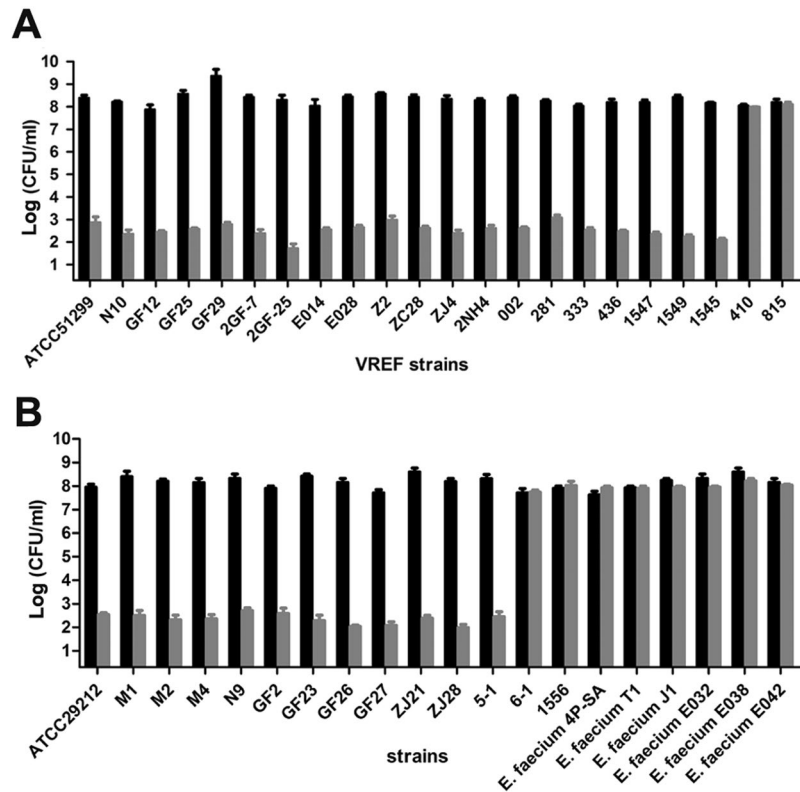 A
Log (CFU/ml)
10
9
8
7
6
5
4
3
2
1
ATCC51299
N10
GF12
GF25
GF29
2GF-7
2GF-25
E014
E028
Z2
ZC28
ZJ4
2NH4
002
281
333
436
1547
1549
1545
410
815
VREF strains
B
Log (CFU/ml)
10
9
8
7
6
5
4
3
2
1
ATCC29212
M1
M2
M4
N9
GF2
GF23
GF26
GF27
ZJ21
ZJ28
5-1
6-1
1556
E. faecium 4P-SA
E. faecium T1
E. faecium J1
E. faecium E032
E. faecium E038
E. faecium E042
strains